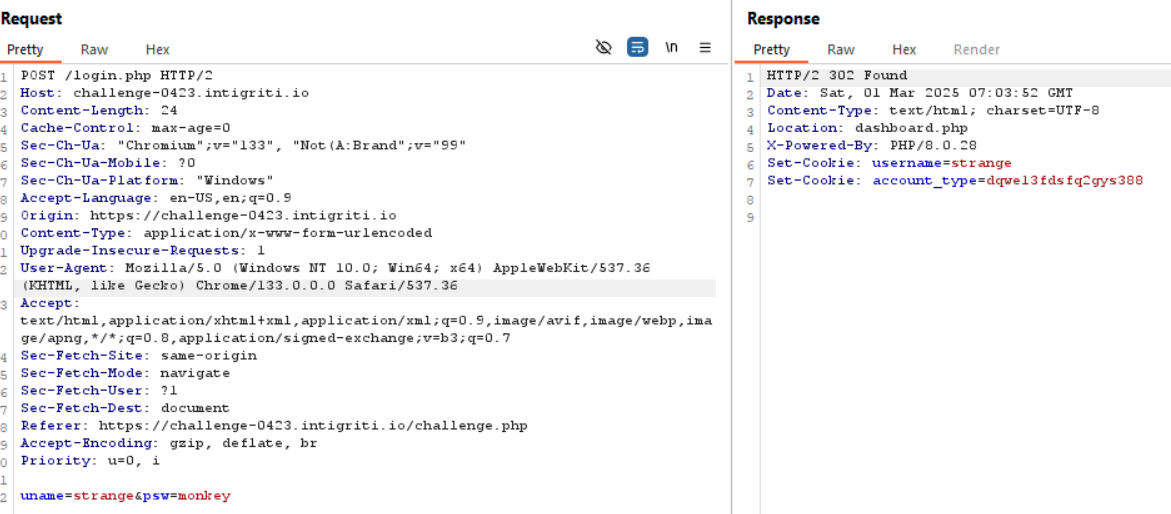 Request
Pretty Raw Hex \n
1 POST /login.php HTTP/2
2 Host: challenge-0423.intigriti.io
3 Content-Length: 24
4 Cache-Control: max-age=0
5 Sec-Ch-Ua: "Chromium";v="133", "Not(A:Brand";v="99"
6 Sec-Ch-Ua-Mobile: ?0
7 Sec-Ch-Ua-Platform: "Windows"
8 Accept-Language: en-US,en;q=0.9
9 Origin: https://challenge-0423.intigriti.io
0 Content-Type: application/x-www-form-urlencoded
1 Upgrade-Insecure-Requests: 1
2 User-Agent: Mozilla/5.0 (Windows NT 10.0; Win64; x64) AppleWebKit/537.36
(KHTML, like Gecko) Chrome/133.0.0.0 Safari/537.36
3 Accept:
text/html,application/xhtml+xml,application/xml;q=0.9,image/avif,image/webp,ima
ge/apng,*/*;q=0.8,application/signed-exchange;v=b3;q=0.7
4 Sec-Fetch-Site: same-origin
5 Sec-Fetch-Mode: navigate
6 Sec-Fetch-User: ?1
7 Sec-Fetch-Dest: document
8 Referer: https://challenge-0423.intigriti.io/challenge.php
9 Accept-Encoding: gzip, deflate, br
0 Priority: u=0, i
1
2 uname=strange&psw=monkey
Response
Pretty Raw Hex Render
1 HTTP/2 302 Found
2 Date: Sat, 01 Mar 2025 07:03:52 GMT
3 Content-Type: text/html; charset=UTF-8
4 Location: dashboard.php
5 X-Powered-By: PHP/8.0.28
6 Set-Cookie: username=strange
7 Set-Cookie: account_type=dqwe13fdsfq2gys388
8
9